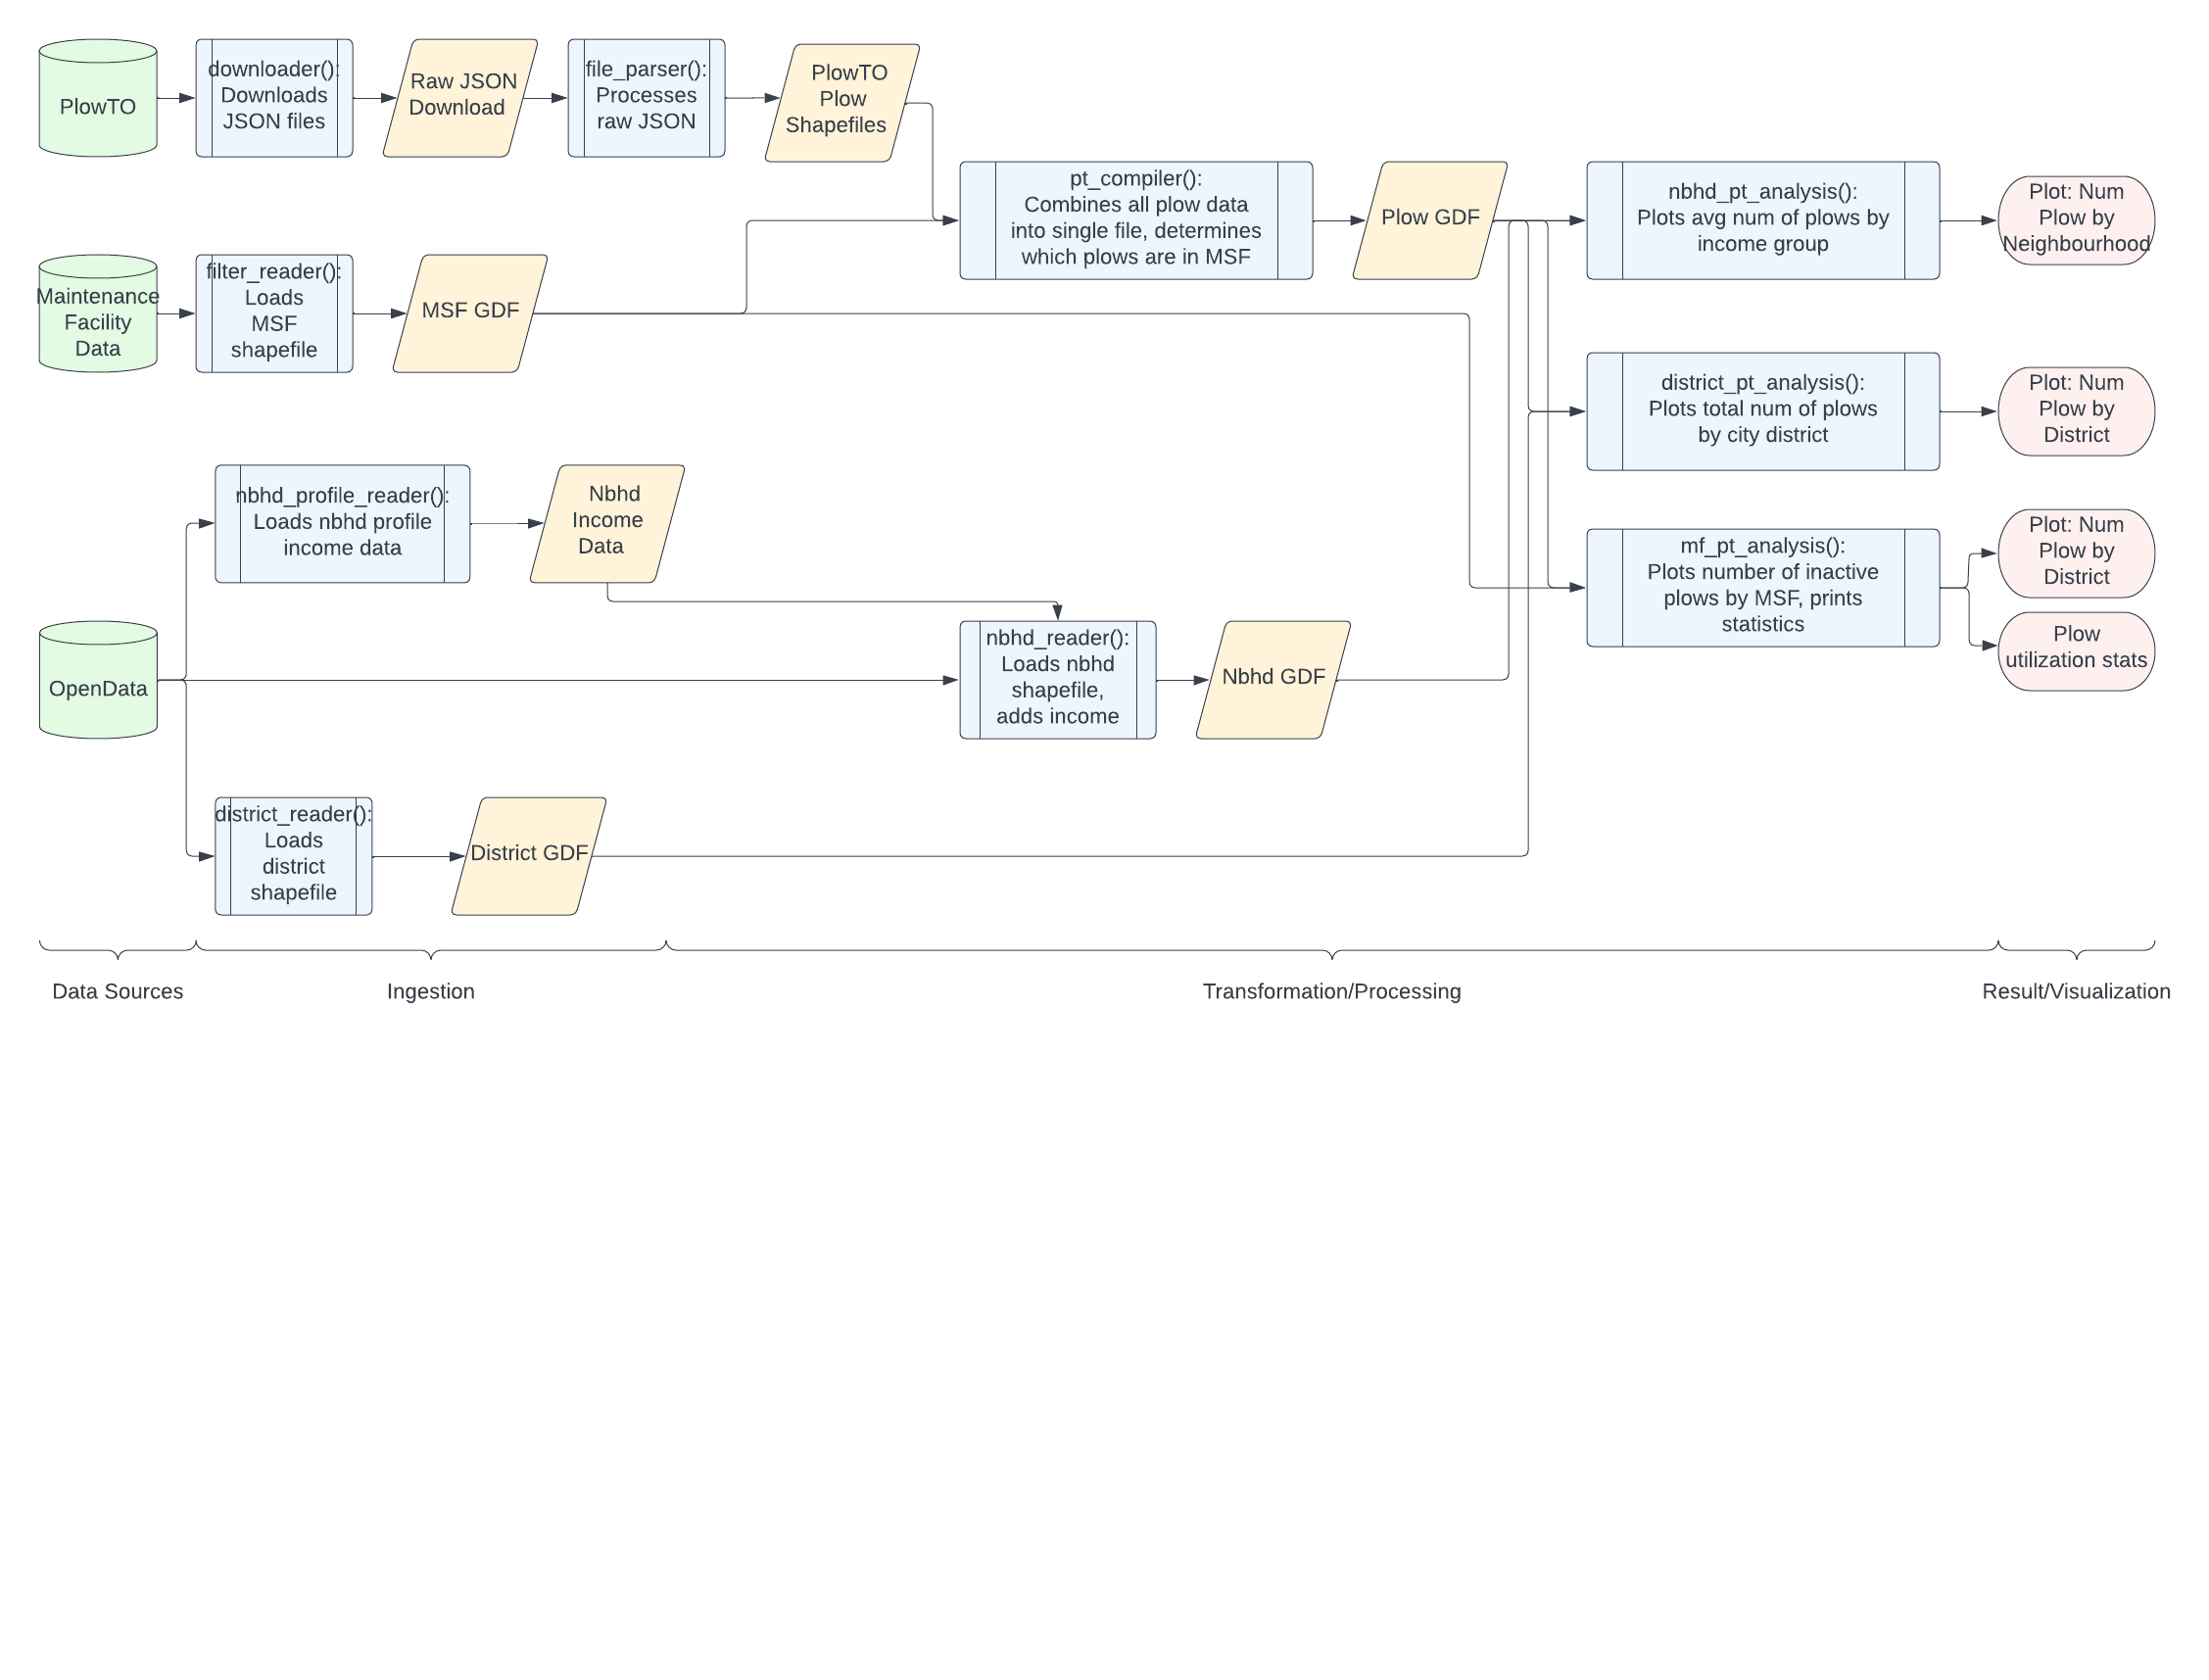 PlowTO
downloader():
Downloads
JSON files
Raw JSON
Download
file_parser():
Processes
raw JSON
PlowTO
Plow
Shapefiles
Maintenance
Facility
Data
filter_reader():
Loads
MSF
shapefile
MSF GDF
pt_compiler():
Combines all plow data
into single file, determines
which plows are in MSF
Plow GDF
nbhd_pt_analysis():
Plots avg num of plows by
income group
Plot: Num
Plow by
Neighbourhood
district_pt_analysis():
Plots total num of plows
by city district
Plot: Num
Plow by
District
nbhd_profile_reader():
Loads nbhd profile
income data
Nbhd
Income
Data
mf_pt_analysis():
Plots number of inactive
plows by MSF, prints
statistics
Plot: Num
Plow by
District
Plow
utilization stats
OpenData
nbhd_reader():
Loads nbhd
shapefile,
adds income
Nbhd GDF
district_reader():
Loads
district
shapefile
District GDF
Data Sources
Ingestion
Transformation/Processing
Result/Visualization